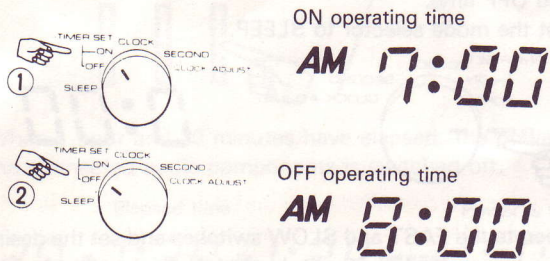 ON operating time
TIMER SET
CLOCK
ON
SECOND
OFF
CLOCK ADJUST
SLEEP
1
AM 7:00
OFF operating time
TIMER SET
CLOCK
ON
SECOND
OFF
CLOCK ADJUST
SLEEP
2
AM 8:00